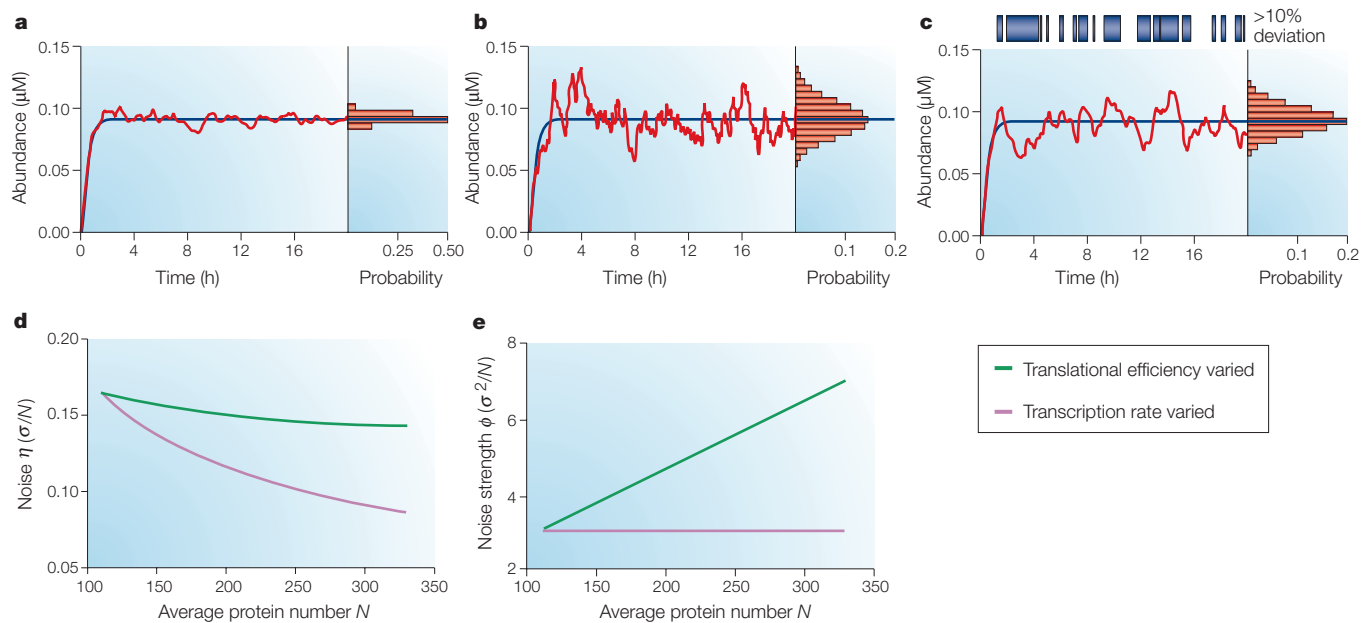 a
0.15
0.10
0.05
0.00
Abundance (µM)
0 4 8 12 16
0.25 0.50
Time (h)
Probability
b
0.15
0.10
0.05
0.00
Abundance (µM)
0 4 8 12 16
0.1 0.2
Time (h)
Probability
c
>10%
deviation
0.15
0.10
0.05
0.00
Abundance (µM)
0 4 8 12 16
0.1 0.2
Time (h)
Probability
d
0.20
0.15
0.10
0.05
Noise η (σ/N)
100 150 200 250 300 350
Average protein number N
e
8
6
4
2
Noise strength ϕ (σ²/N)
100 150 200 250 300 350
Average protein number N
Translational efficiency varied
Transcription rate varied